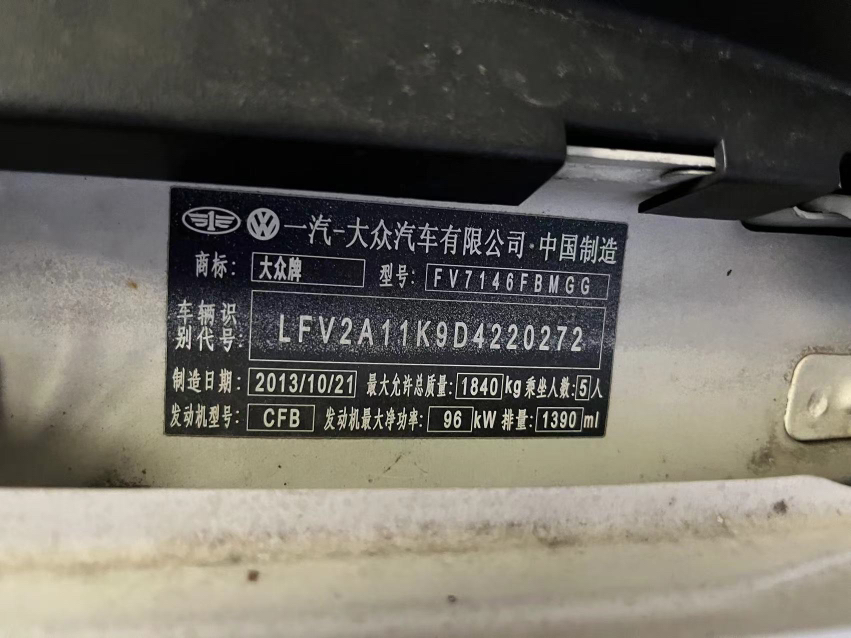 一汽-大众汽车有限公司·中国制造
商标: 大众牌 型号: FV7146FBMGG
车辆识别代号: LFV2A11K9D4220272
制造日期: 2013/10/21 最大允许总质量: 1840 kg 乘坐人数: 5 人
发动机型号: CFB 发动机最大净功率: 96 kW 排量: 1390 ml